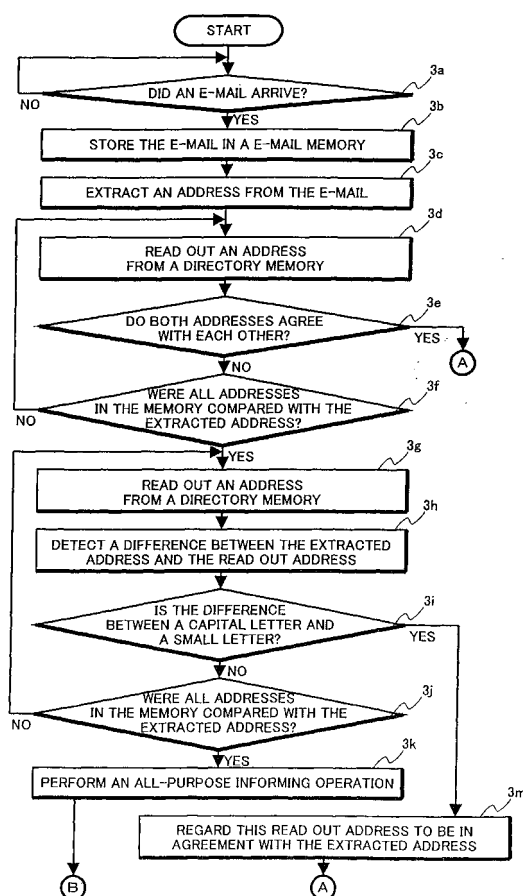 START
3a
DID AN E-MAIL ARRIVE?
NO
YES
3b
STORE THE E-MAIL IN A E-MAIL MEMORY
3c
EXTRACT AN ADDRESS FROM THE E-MAIL
3d
READ OUT AN ADDRESS
FROM A DIRECTORY MEMORY
3e
DO BOTH ADDRESSES AGREE
WITH EACH OTHER?
YES
A
NO
3f
WERE ALL ADDRESSES
IN THE MEMORY COMPARED WITH THE
EXTRACTED ADDRESS?
NO
YES
3g
READ OUT AN ADDRESS
FROM A DIRECTORY MEMORY
3h
DETECT A DIFFERENCE BETWEEN THE EXTRACTED
ADDRESS AND THE READ OUT ADDRESS
3i
IS THE DIFFERENCE
BETWEEN A CAPITAL LETTER AND
A SMALL LETTER?
YES
NO
3j
WERE ALL ADDRESSES
IN THE MEMORY COMPARED WITH THE
EXTRACTED ADDRESS?
NO
YES
3k
PERFORM AN ALL-PURPOSE INFORMING OPERATION
3m
REGARD THIS READ OUT ADDRESS TO BE IN
AGREEMENT WITH THE EXTRACTED ADDRESS
B
A